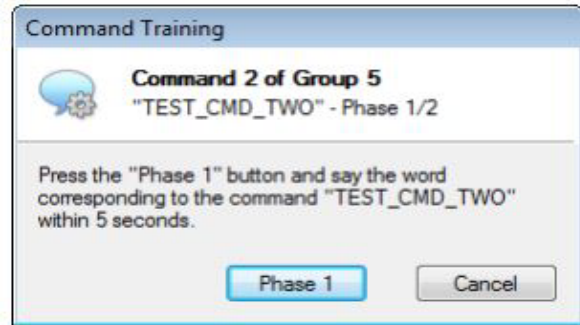 Command Training
Command 2 of Group 5
"TEST_CMD_TWO" - Phase 1/2
Press the "Phase 1" button and say the word
corresponding to the command "TEST_CMD_TWO"
within 5 seconds.
Phase 1
Cancel